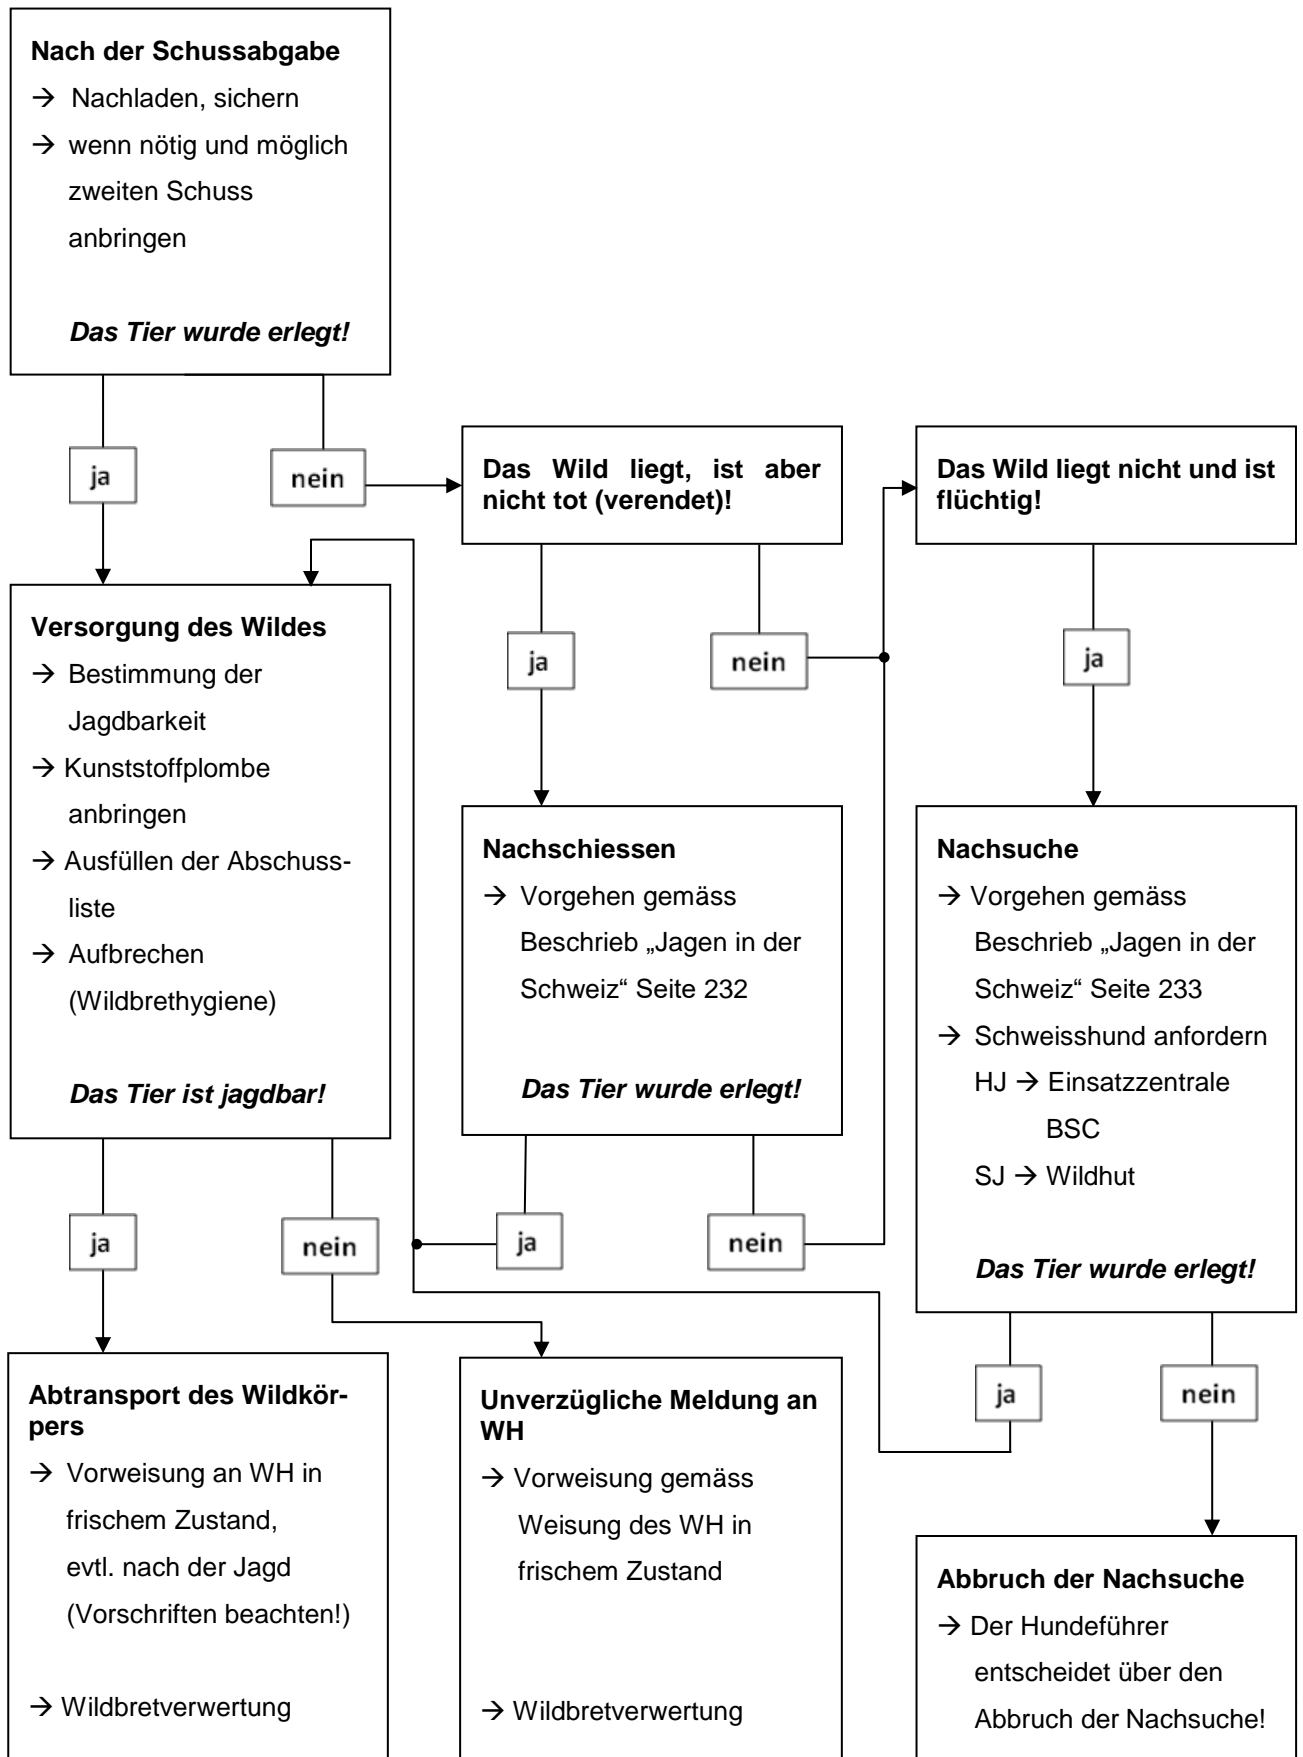 Nach der Schussabgabe
→ Nachladen, sichern
→ wenn nötig und möglich
zweiten Schuss
anbringen
Das Tier wurde erlegt!
ja
nein
Das Wild liegt, ist aber
nicht tot (verendet)!
Das Wild liegt nicht und ist
flüchtig!
Versorgung des Wildes
→ Bestimmung der
Jagdbarkeit
→ Kunststoffplombe
anbringen
→ Ausfüllen der Abschuss-
liste
→ Aufbrechen
(Wildbrethygiene)
Das Tier ist jagdbar!
ja
nein
ja
Nachschiessen
→ Vorgehen gemäss
Beschrieb „Jagen in der
Schweiz“ Seite 232
Das Tier wurde erlegt!
Nachsuche
→ Vorgehen gemäss
Beschrieb „Jagen in der
Schweiz“ Seite 233
→ Schweisshund anfordern
HJ → Einsatzzentrale
BSC
SJ → Wildhut
Das Tier wurde erlegt!
ja
nein
ja
nein
ja
nein
Abtransport des Wildkör-
pers
→ Vorweisung an WH in
frischem Zustand,
evtl. nach der Jagd
(Vorschriften beachten!)
→ Wildbretverwertung
Unverzügliche Meldung an
WH
→ Vorweisung gemäss
Weisung des WH in
frischem Zustand
→ Wildbretverwertung
Abbruch der Nachsuche
→ Der Hundeführer
entscheidet über den
Abbruch der Nachsuche!